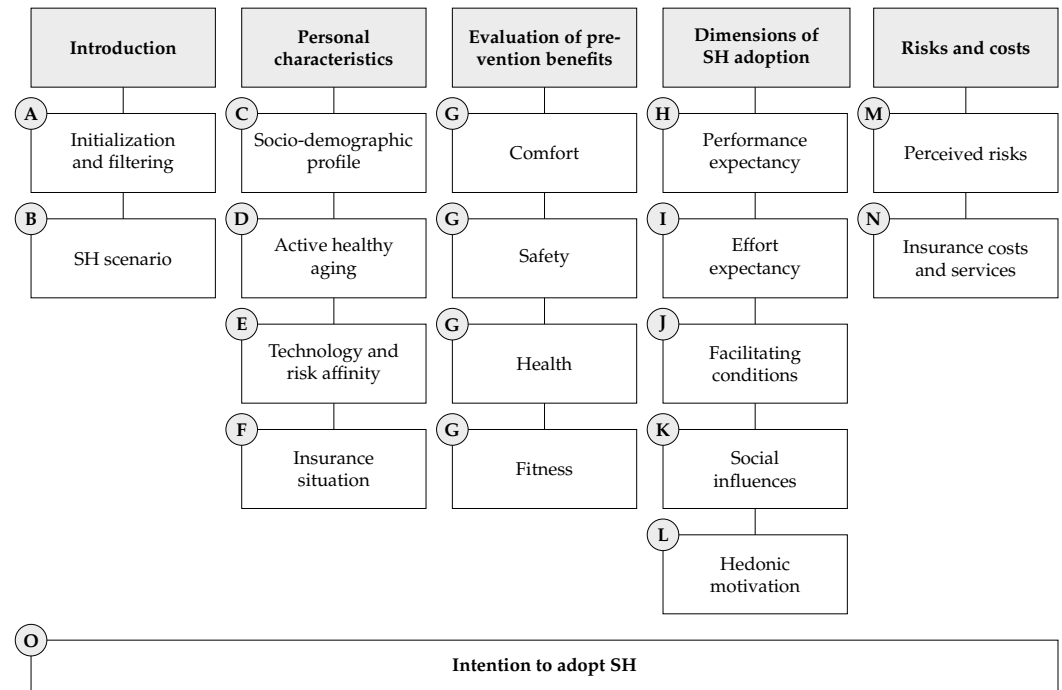 Introduction
A
Initialization
and filtering
B
SH scenario
Personal
characteristics
C
Socio-demographic
profile
D
Active healthy
aging
E
Technology and
risk affinity
F
Insurance
situation
Evaluation of pre-
vention benefits
G
Comfort
G
Safety
G
Health
G
Fitness
Dimensions of
SH adoption
H
Performance
expectancy
I
Effort
expectancy
J
Facilitating
conditions
K
Social
influences
L
Hedonic
motivation
Risks and costs
M
Perceived risks
N
Insurance costs
and services
O
Intention to adopt SH